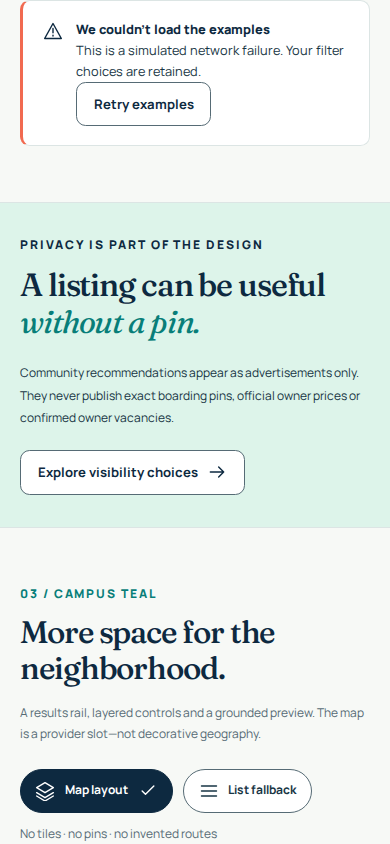 We couldn't load the examples
This is a simulated network failure. Your filter
choices are retained.
Retry examples
PRIVACY IS PART OF THE DESIGN
A listing can be useful
without a pin.
Community recommendations appear as advertisements only.
They never publish exact boarding pins, official owner prices or
confirmed owner vacancies.
Explore visibility choices
03 / CAMPUS TEAL
More space for the
neighborhood.
A results rail, layered controls and a grounded preview. The map
is a provider slot—not decorative geography.
Map layout
List fallback
No tiles · no pins · no invented routes